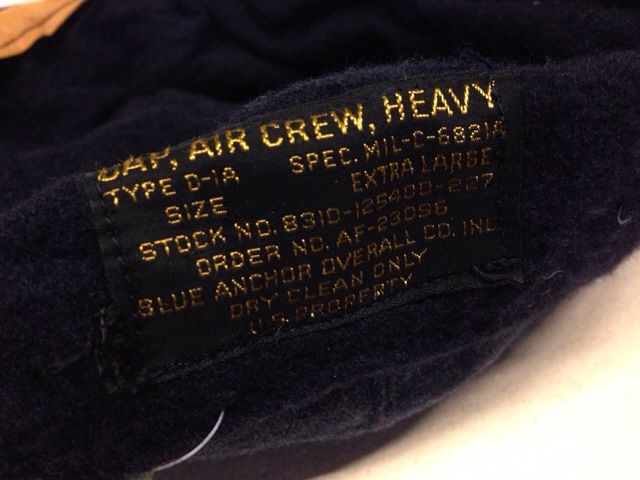 CAP, AIR CREW, HEAVY
TYPE D-1A SPEC. MIL-C-6821A
SIZE EXTRA LARGE
STOCK NO. 8310-125400-227
ORDER NO. AF-23096
BLUE ANCHOR OVERALL CO. INC
DRY CLEAN ONLY
U.S. PROPERTY